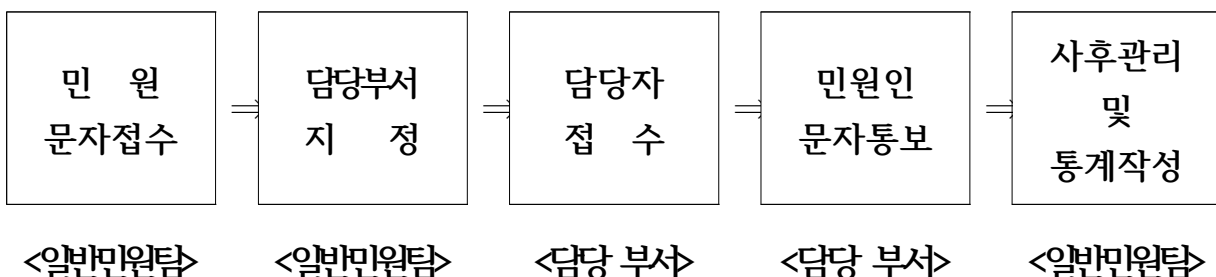 민 원
문자접수
⇒
담당부서
지 정
⇒
담당자
접 수
⇒
민원인
문자통보
⇒
사후관리
및
통계작성
<일반민원팀>
<일반민원팀>
<담당 부서>
<담당 부서>
<일반민원팀>